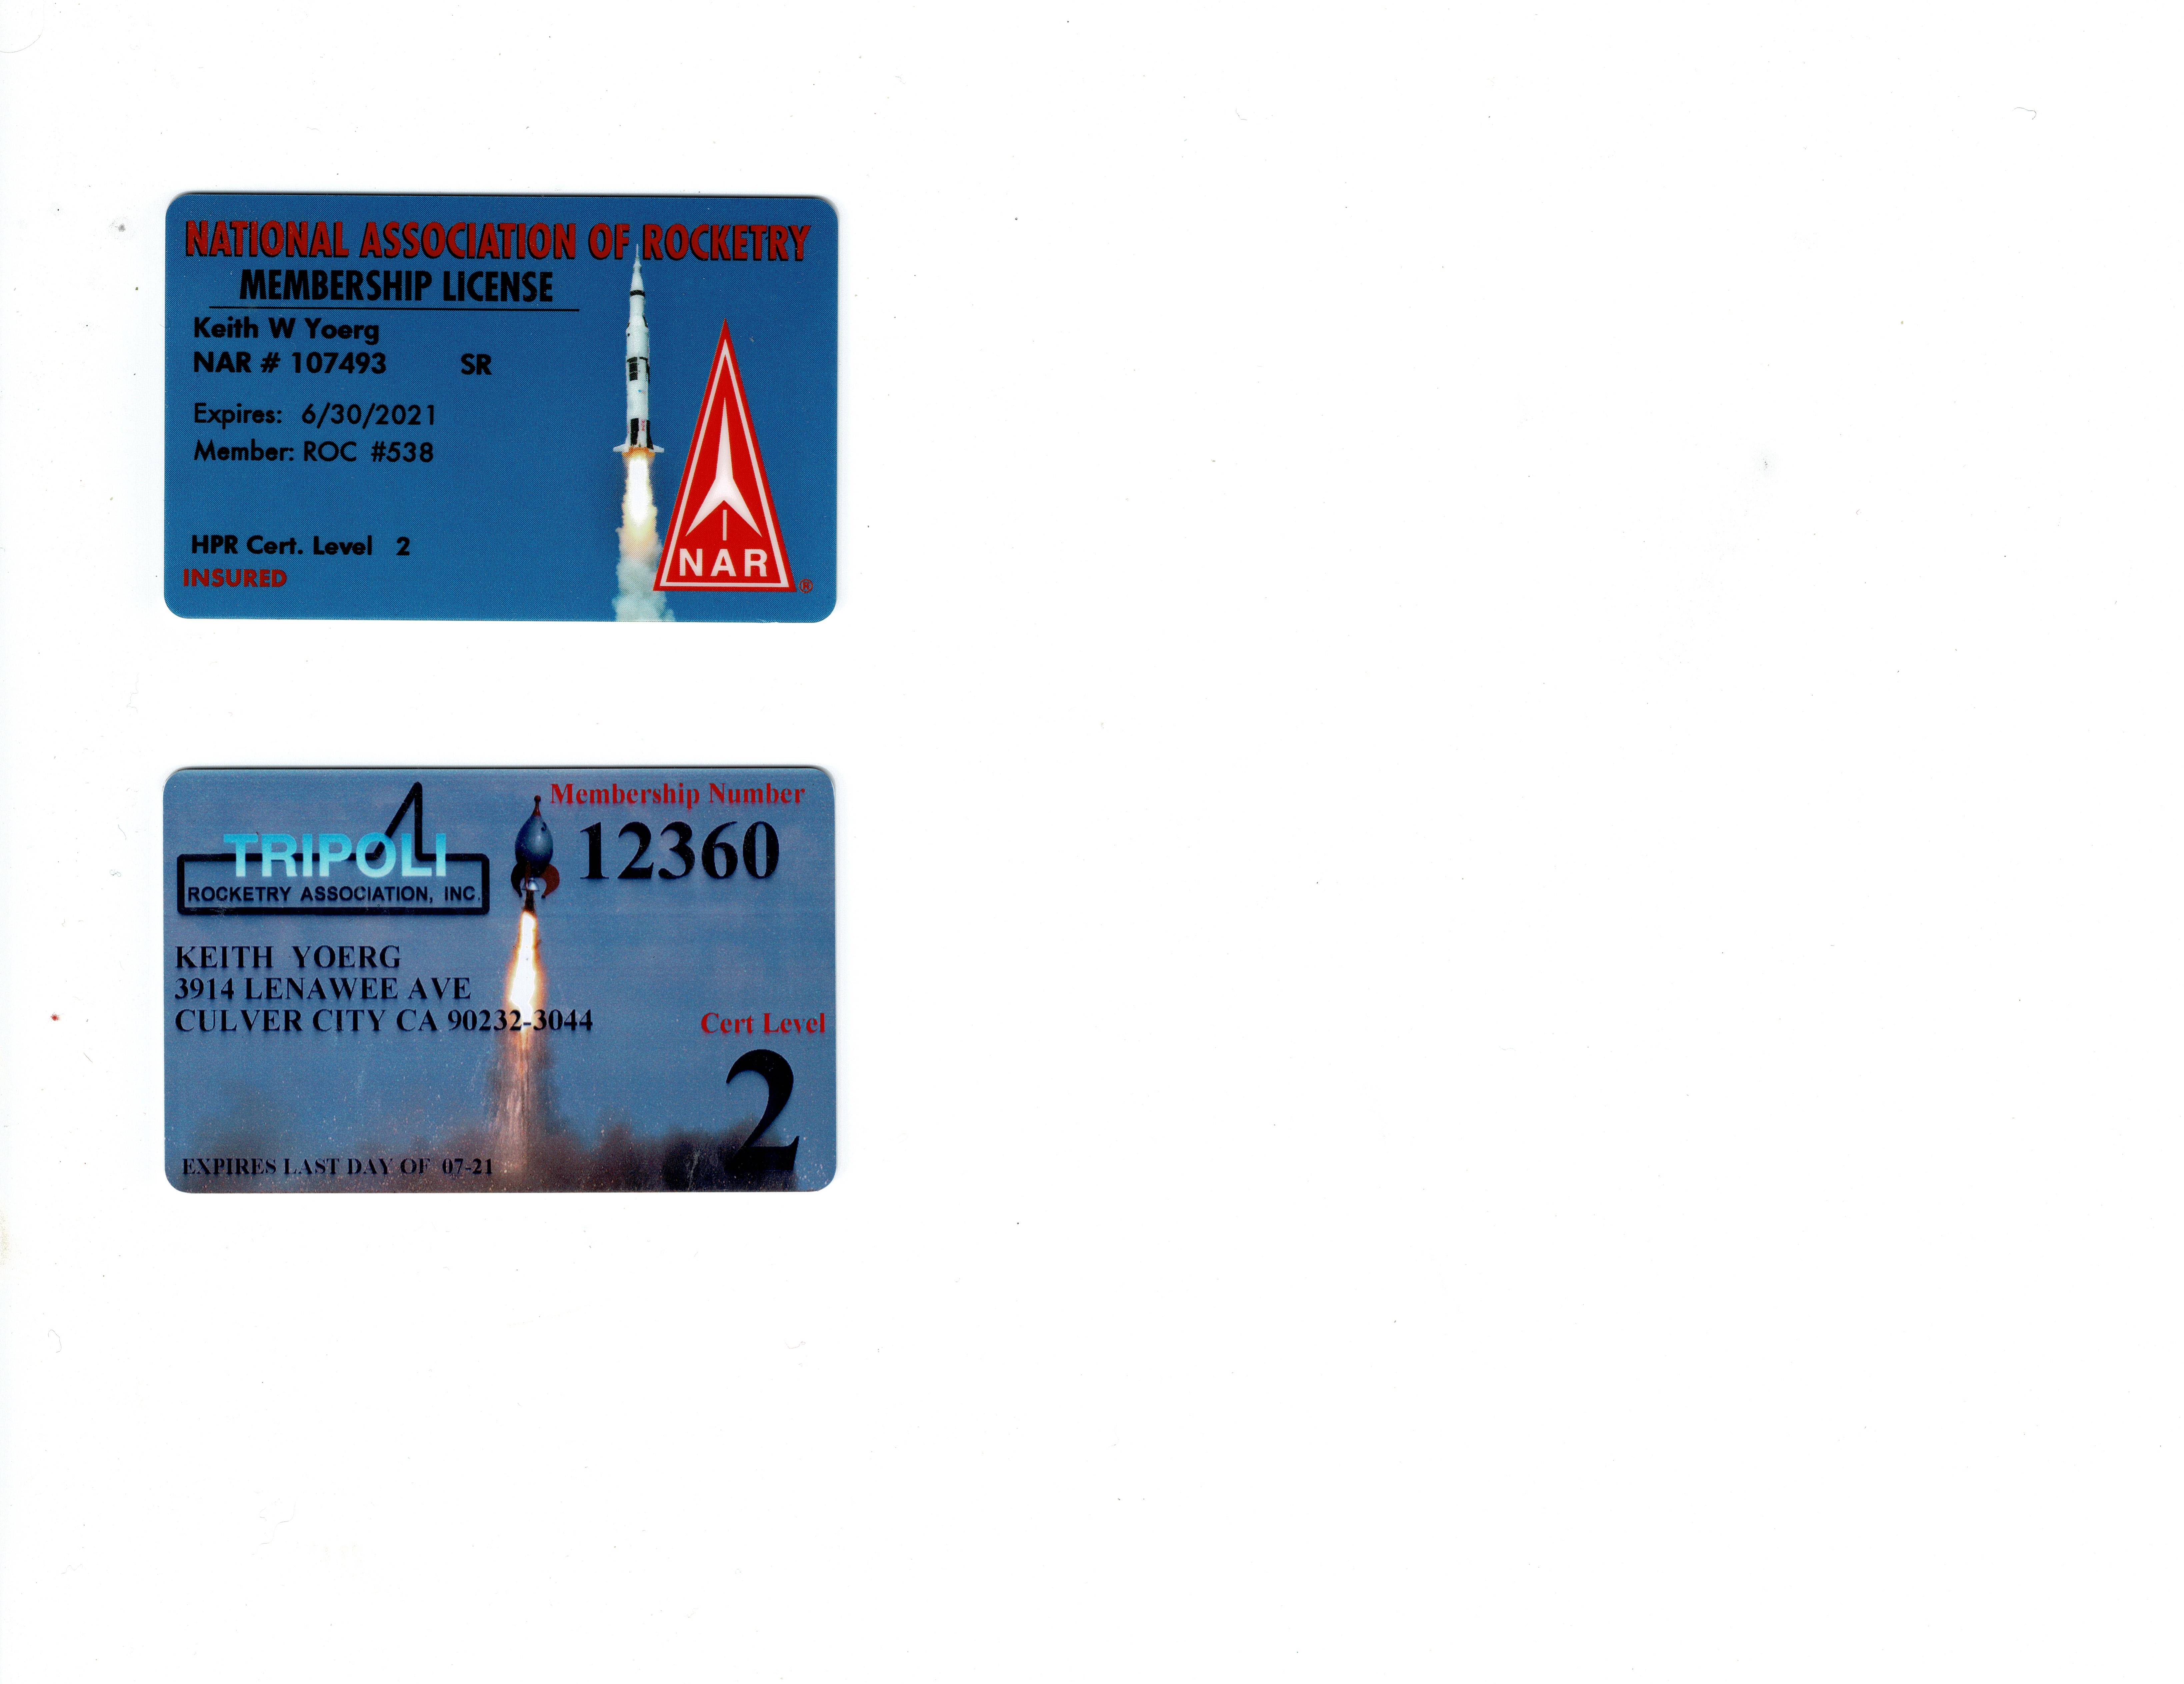 NATIONAL ASSOCIATION OF ROCKETRY
MEMBERSHIP LICENSE
Keith W Yoerg
NAR # 107493 SR
Expires: 6/30/2021
Member: ROC #538
HPR Cert. Level 2
INSURED
NAR
®
Membership Number
12360
TRIPOLI
ROCKETRY ASSOCIATION, INC.
KEITH YOERG
3914 LENAWEE AVE
CULVER CITY CA 90232-3044
Cert Level
2
EXPIRES LAST DAY OF 07-21